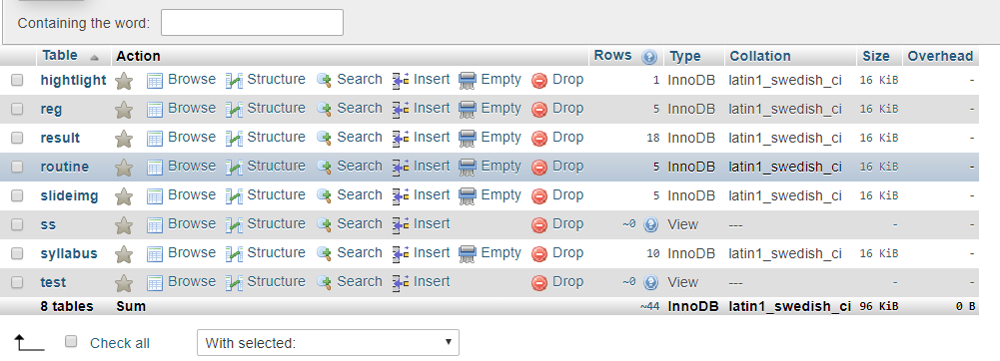 Containing the word:
Table Action Rows Type Collation Size Overhead
hightlight Browse Structure Search Insert Empty Drop 1 InnoDB latin1_swedish_ci 16 KiB -
reg Browse Structure Search Insert Empty Drop 5 InnoDB latin1_swedish_ci 16 KiB -
result Browse Structure Search Insert Empty Drop 18 InnoDB latin1_swedish_ci 16 KiB -
routine Browse Structure Search Insert Empty Drop 5 InnoDB latin1_swedish_ci 16 KiB -
slideimg Browse Structure Search Insert Empty Drop 5 InnoDB latin1_swedish_ci 16 KiB -
ss Browse Structure Search Insert Drop ~0 View --- - -
syllabus Browse Structure Search Insert Empty Drop 10 InnoDB latin1_swedish_ci 16 KiB -
test Browse Structure Search Insert Drop ~0 View --- - -
8 tables Sum ~44 InnoDB latin1_swedish_ci 96 KiB 0 B
Check all With selected: